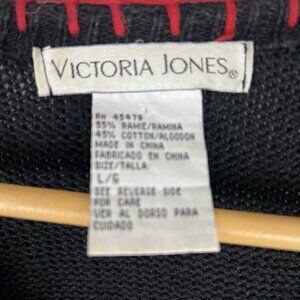 VICTORIA JONES®
RN 45479
55% RAMIE/RAMINA
45% COTTON/ALGODON
MADE IN CHINA
FABRICADO EN CHINA
SIZE/TALLA
L/G
SEE REVERSE SIDE
FOR CARE
VER AL DORSO PARA
CUIDADO